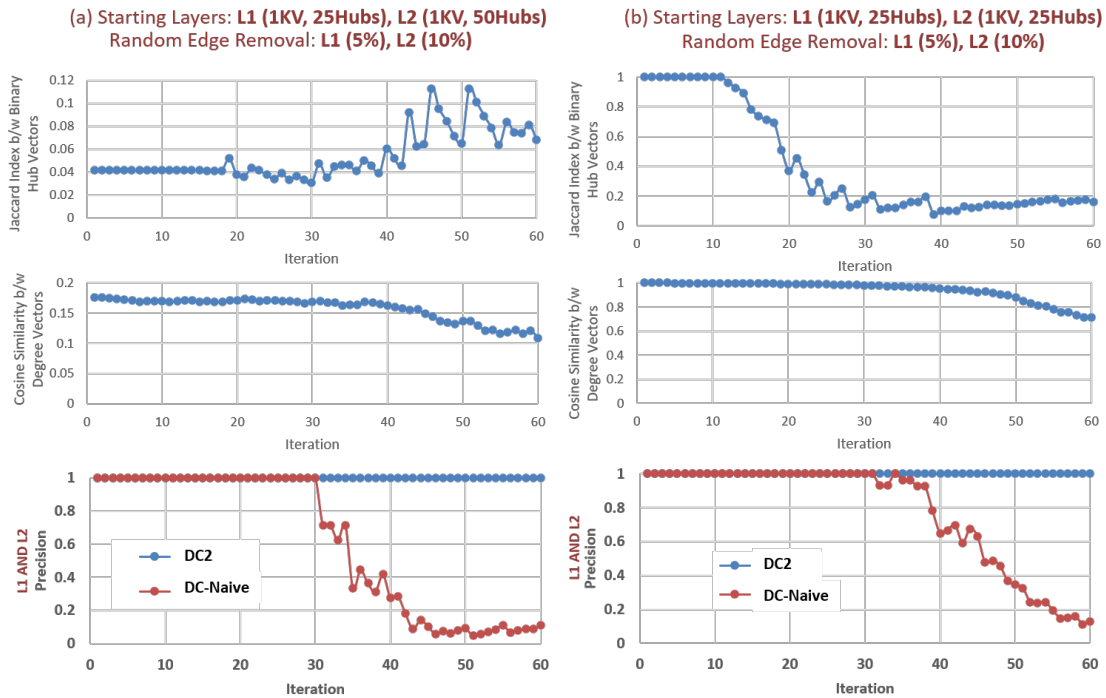 (a) Starting Layers: L1 (1KV, 25Hubs), L2 (1KV, 50Hubs)
Random Edge Removal: L1 (5%), L2 (10%)
Jaccard Index b/w Binary
Hub Vectors
0.12
0.1
0.08
0.06
0.04
0.02
0
0 10 20 30 40 50 60
Iteration
Cosine Similarity b/w
Degree Vectors
0.2
0.15
0.1
0.05
0
0 10 20 30 40 50 60
Iteration
L1 AND L2
Precision
1
0.8
0.6
0.4
0.2
0
DC2
DC-Naive
0 10 20 30 40 50 60
Iteration
(b) Starting Layers: L1 (1KV, 25Hubs), L2 (1KV, 25Hubs)
Random Edge Removal: L1 (5%), L2 (10%)
Jaccard Index b/w Binary
Hub Vectors
1
0.8
0.6
0.4
0.2
0
0 10 20 30 40 50 60
Iteration
Cosine Similarity b/w
Degree Vectors
1
0.8
0.6
0.4
0.2
0
0 10 20 30 40 50 60
Iteration
L1 AND L2
Precision
1
0.8
0.6
0.4
0.2
0
DC2
DC-Naive
0 10 20 30 40 50 60
Iteration